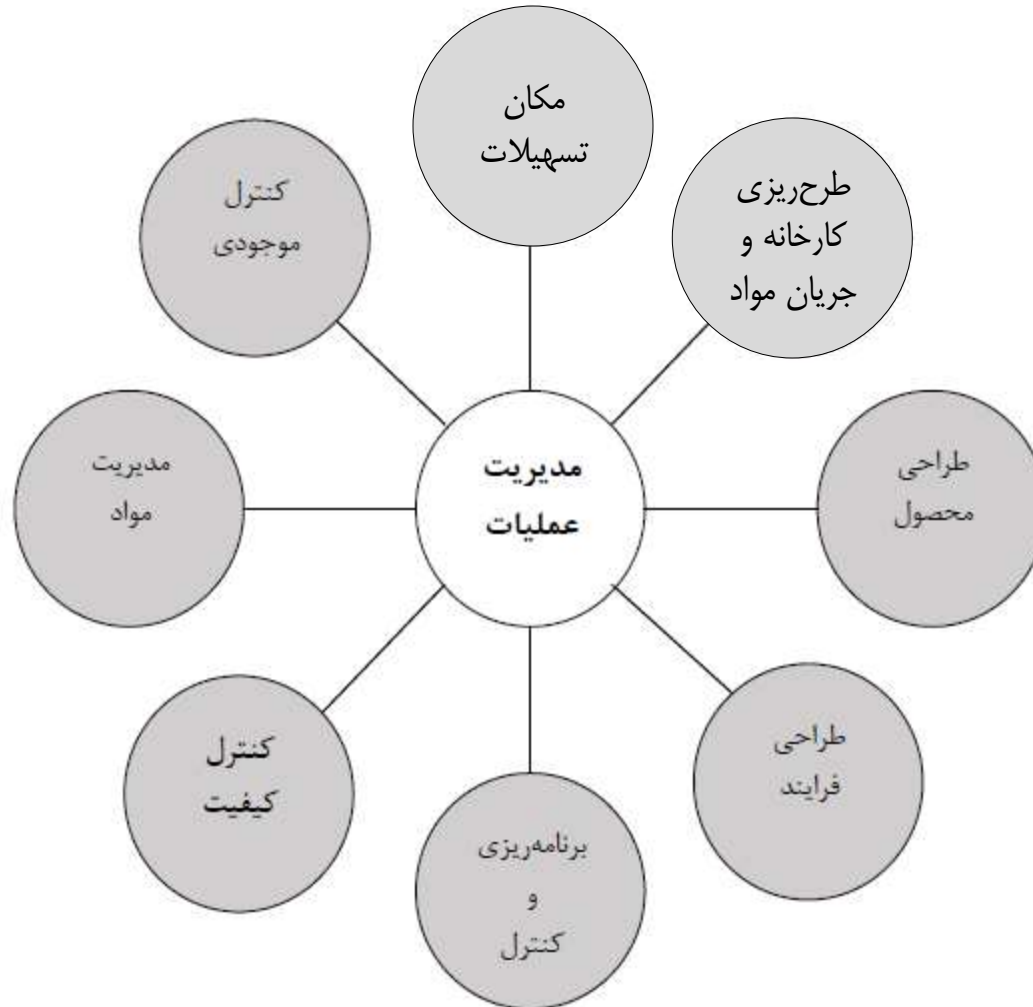 مکان
تسهیلات
طرح‌ریزی
کارخانه و
جریان مواد
طراحی
محصول
طراحی
فرایند
برنامه‌ریزی
و
کنترل
کنترل
کیفیت
مدیریت
مواد
کنترل
موجودی
مدیریت
عملیات